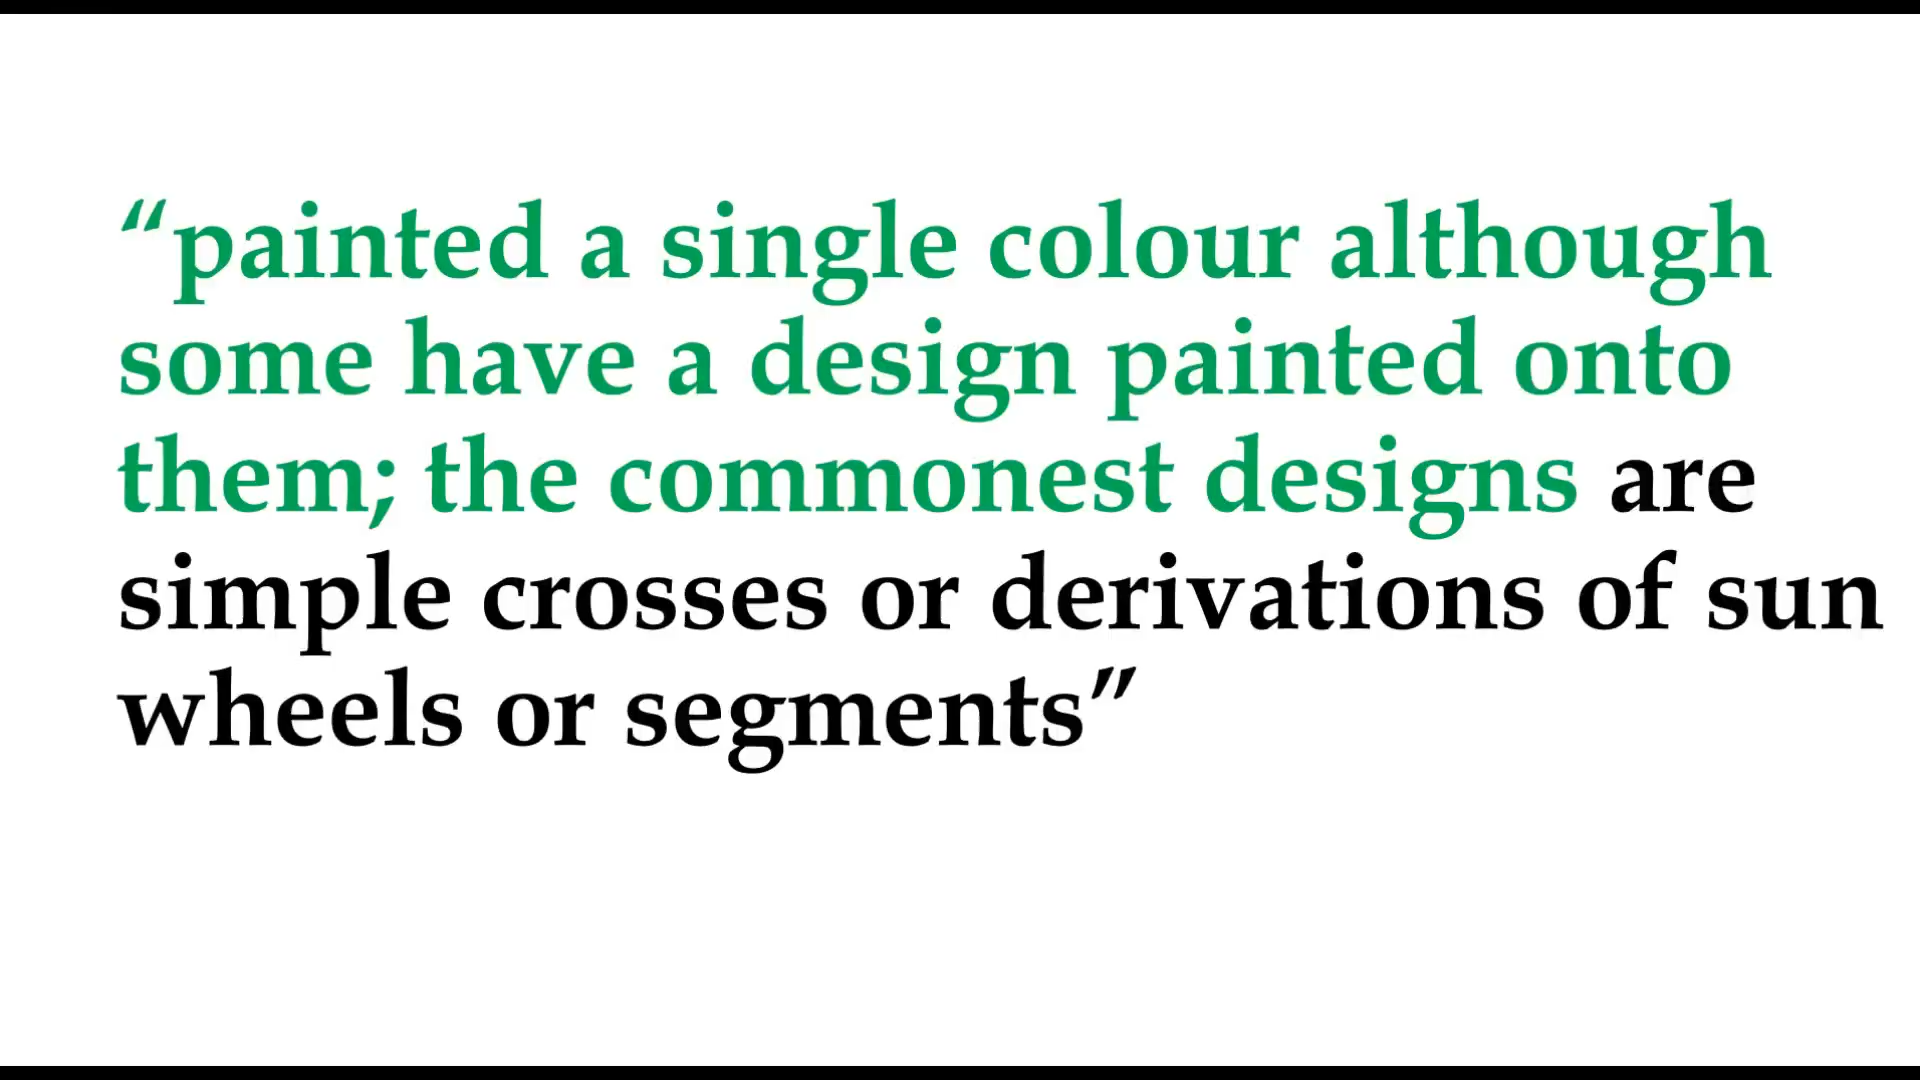 “painted a single colour although
some have a design painted onto
them; the commonest designs are
simple crosses or derivations of sun
wheels or segments”